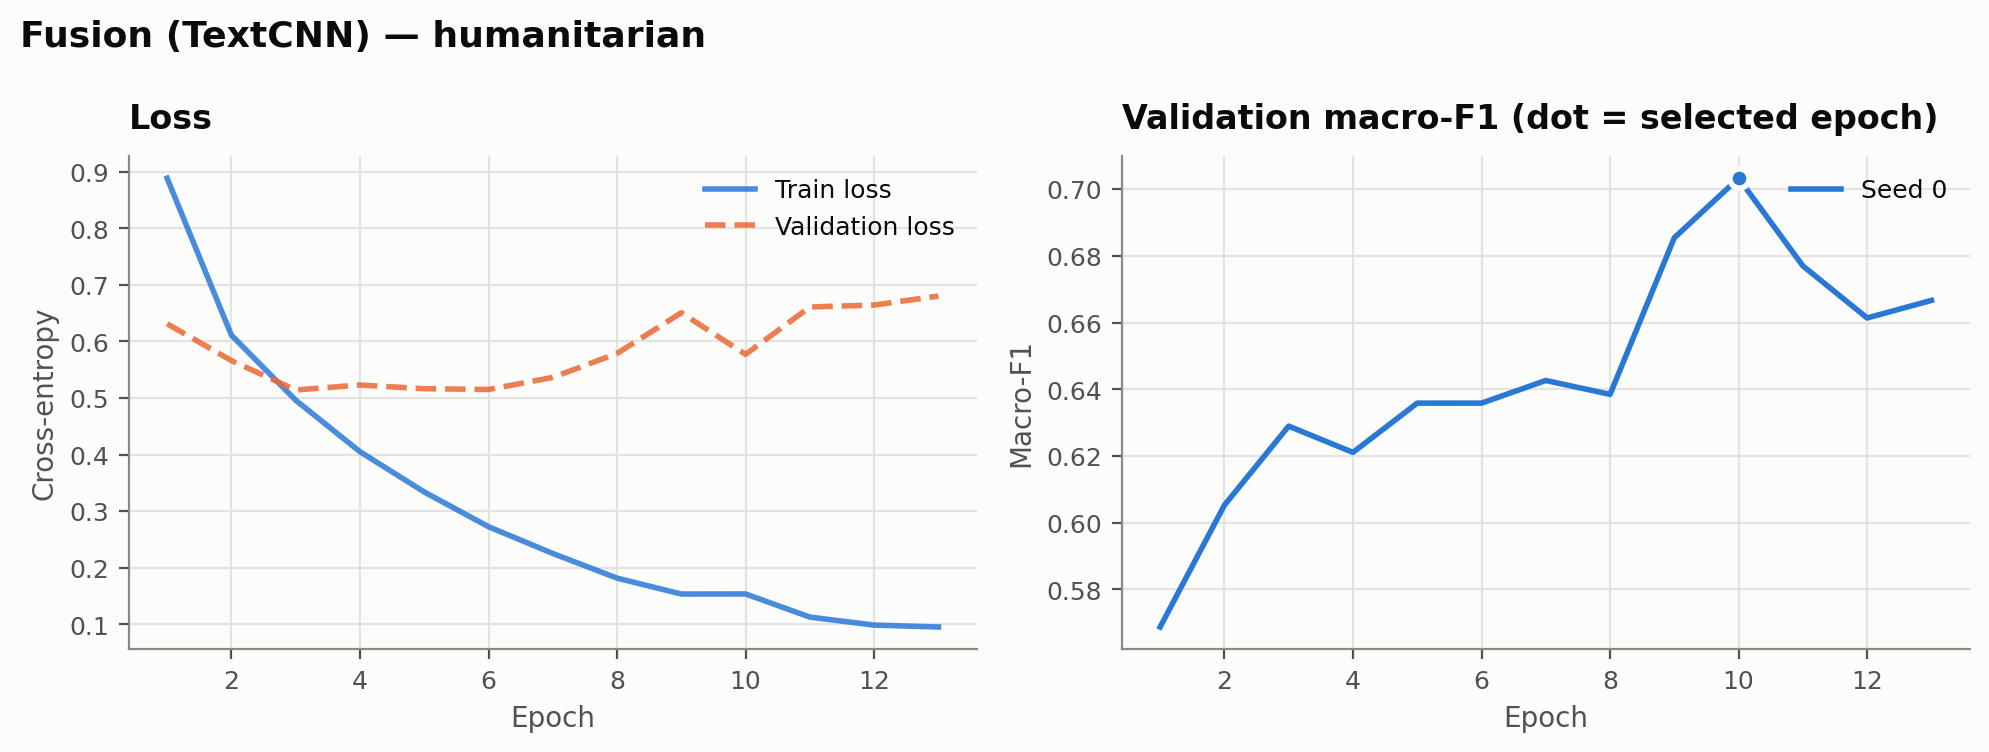 Fusion (TextCNN) — humanitarian
Loss
Train loss
Validation loss
Cross-entropy
0.9
0.8
0.7
0.6
0.5
0.4
0.3
0.2
0.1
2 4 6 8 10 12
Epoch
Validation macro-F1 (dot = selected epoch)
Seed 0
Macro-F1
0.70
0.68
0.66
0.64
0.62
0.60
0.58
2 4 6 8 10 12
Epoch